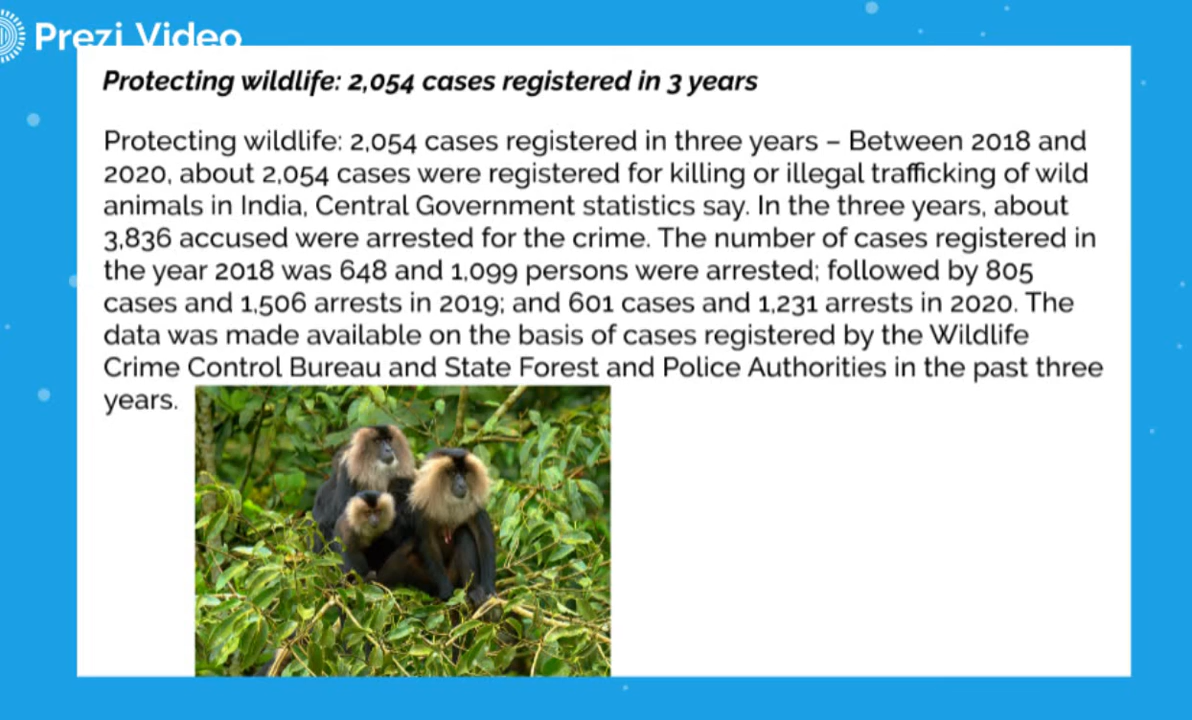 Prezi Video
Protecting wildlife: 2,054 cases registered in 3 years
Protecting wildlife: 2,054 cases registered in three years – Between 2018 and
2020, about 2,054 cases were registered for killing or illegal trafficking of wild
animals in India, Central Government statistics say. In the three years, about
3,836 accused were arrested for the crime. The number of cases registered in
the year 2018 was 648 and 1,099 persons were arrested; followed by 805
cases and 1,506 arrests in 2019; and 601 cases and 1,231 arrests in 2020. The
data was made available on the basis of cases registered by the Wildlife
Crime Control Bureau and State Forest and Police Authorities in the past three
years.